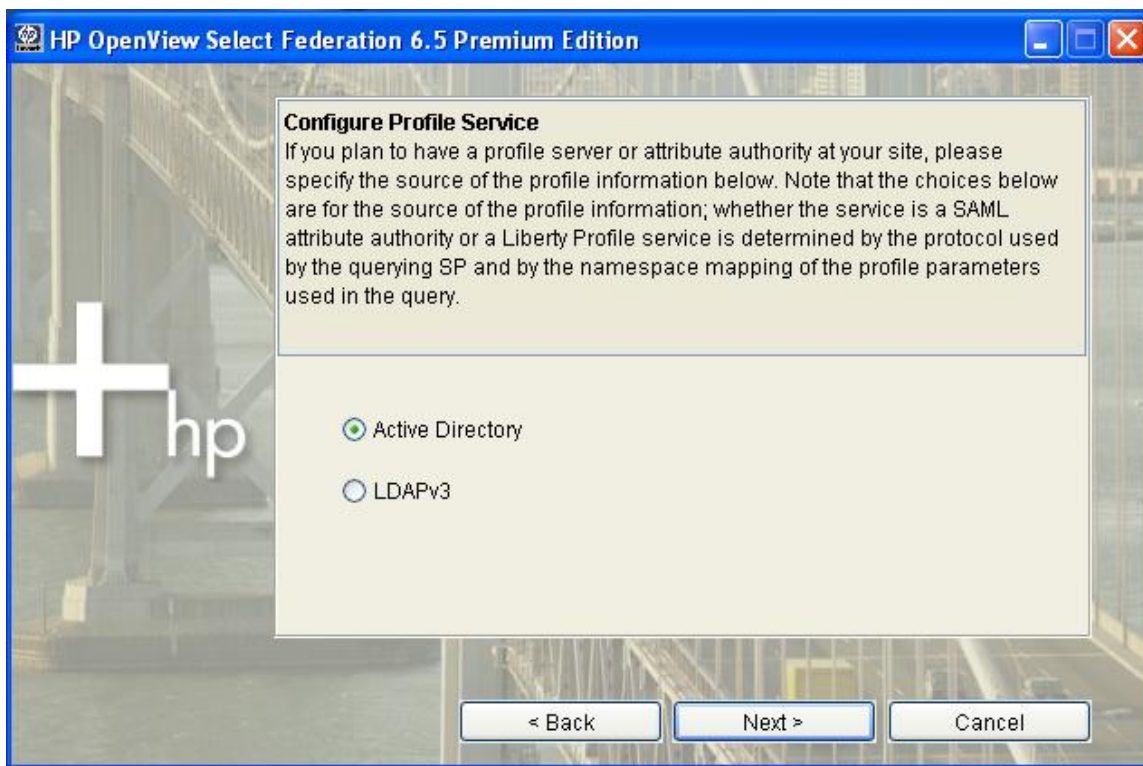 HP OpenView Select Federation 6.5 Premium Edition
Configure Profile Service
If you plan to have a profile server or attribute authority at your site, please
specify the source of the profile information below. Note that the choices below
are for the source of the profile information; whether the service is a SAML
attribute authority or a Liberty Profile service is determined by the protocol used
by the querying SP and by the namespace mapping of the profile parameters
used in the query.
hp
Active Directory
LDAPv3
< Back
Next >
Cancel